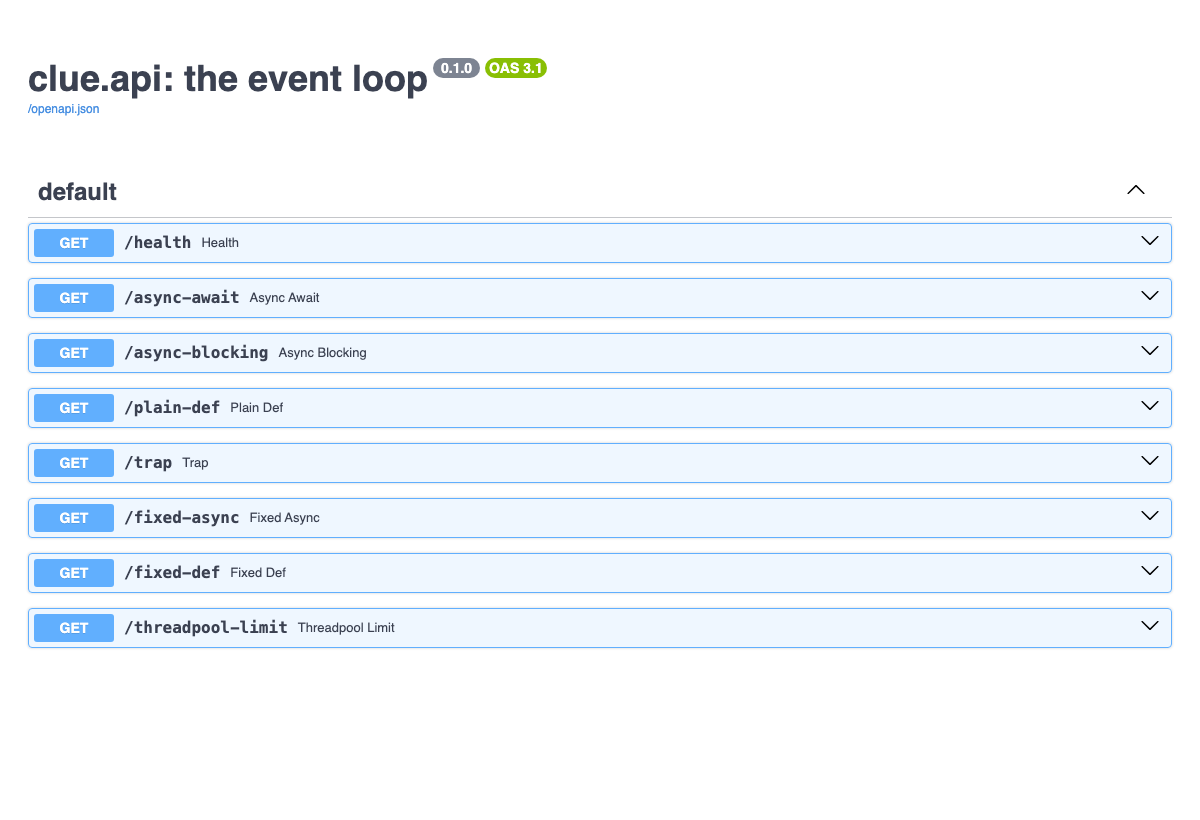 clue.api: the event loop 0.1.0 OAS 3.1
/openapi.json
default
GET /health Health
GET /async-await Async Await
GET /async-blocking Async Blocking
GET /plain-def Plain Def
GET /trap Trap
GET /fixed-async Fixed Async
GET /fixed-def Fixed Def
GET /threadpool-limit Threadpool Limit